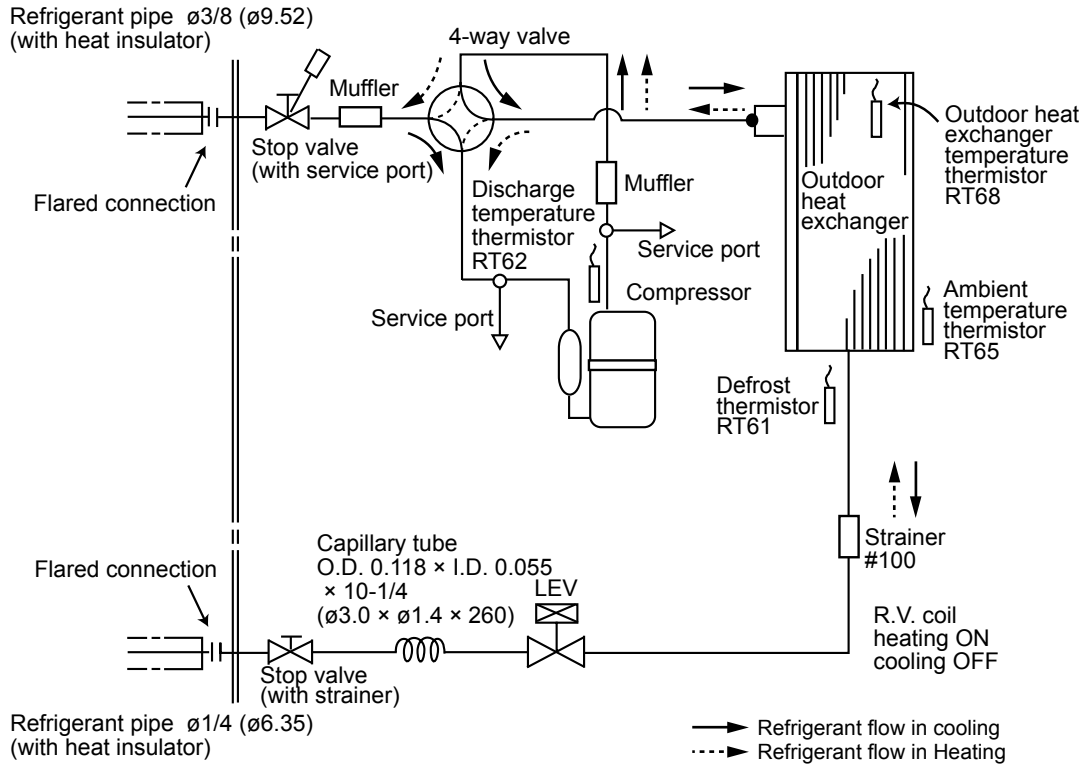 Refrigerant pipe ø3/8 (ø9.52)
(with heat insulator)
4-way valve
Muffler
Stop valve
(with service port)
Flared connection
Discharge
temperature
thermistor
RT62
Muffler
Service port
Service port
Compressor
Outdoor
heat
exchanger
Outdoor heat
exchanger
temperature
thermistor
RT68
Ambient
temperature
thermistor
RT65
Defrost
thermistor
RT61
Strainer
#100
Flared connection
Capillary tube
O.D. 0.118 × I.D. 0.055
× 10-1/4
(ø3.0 × ø1.4 × 260)
LEV
R.V. coil
heating ON
cooling OFF
Stop valve
(with strainer)
Refrigerant pipe ø1/4 (ø6.35)
(with heat insulator)
Refrigerant flow in cooling
Refrigerant flow in Heating